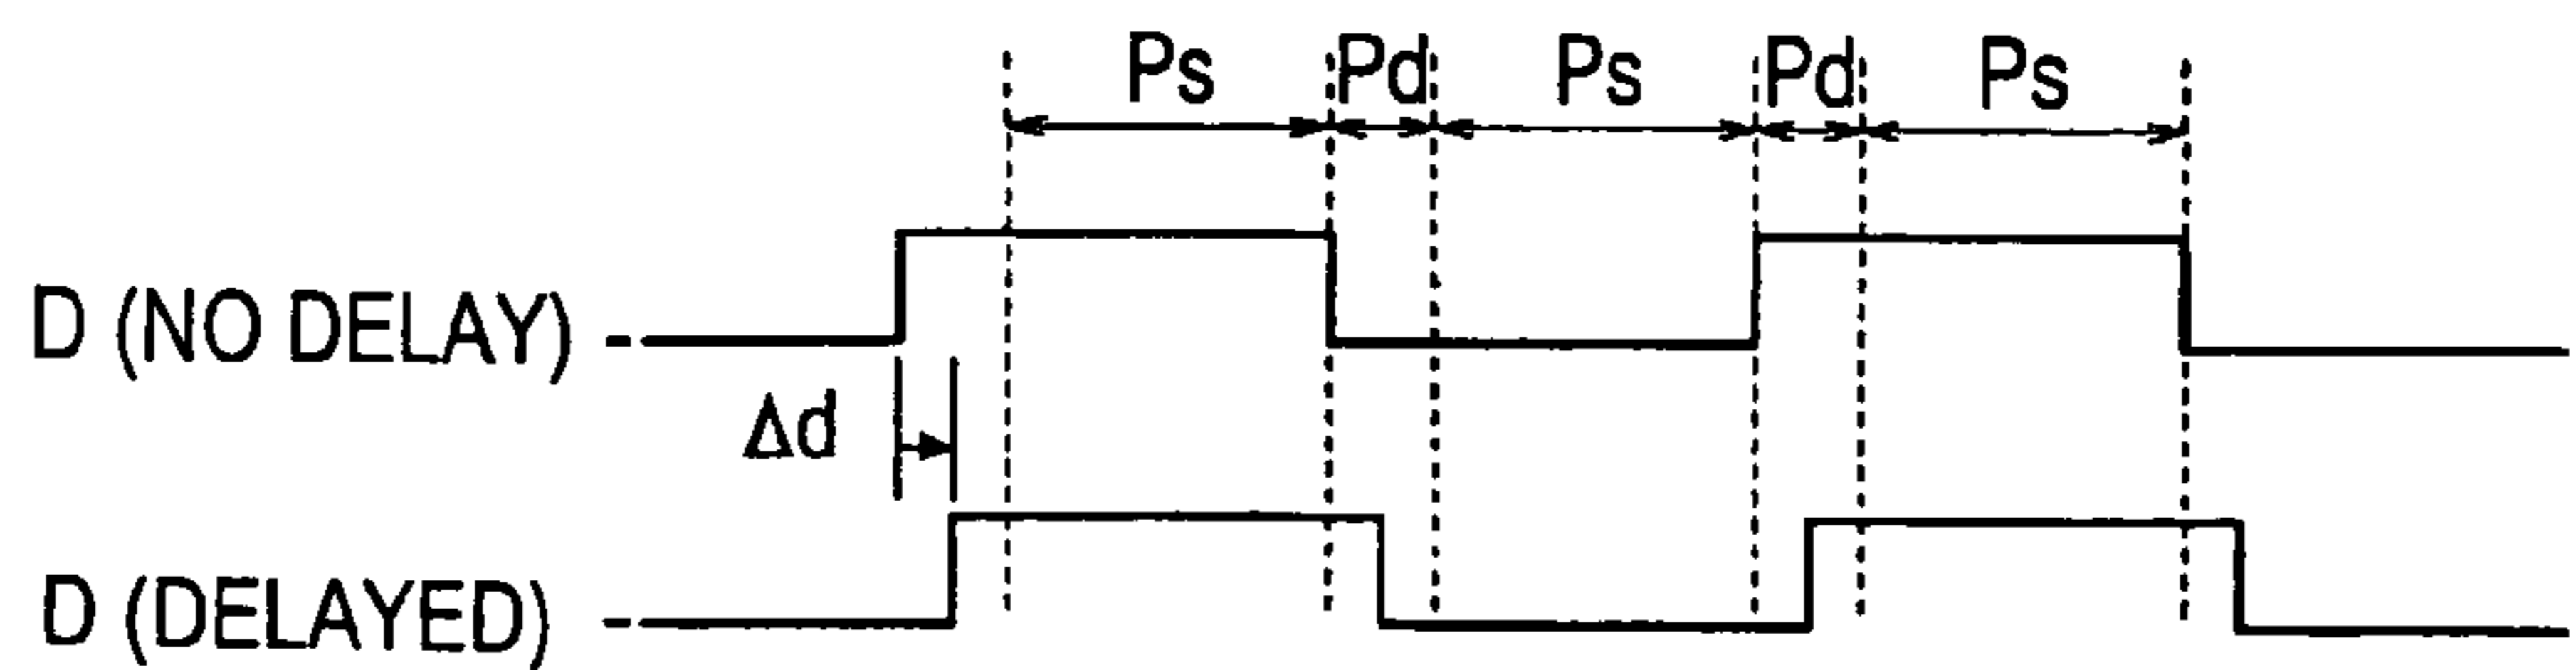 Ps Pd Ps Pd Ps
D (NO DELAY)
Δd
D (DELAYED)